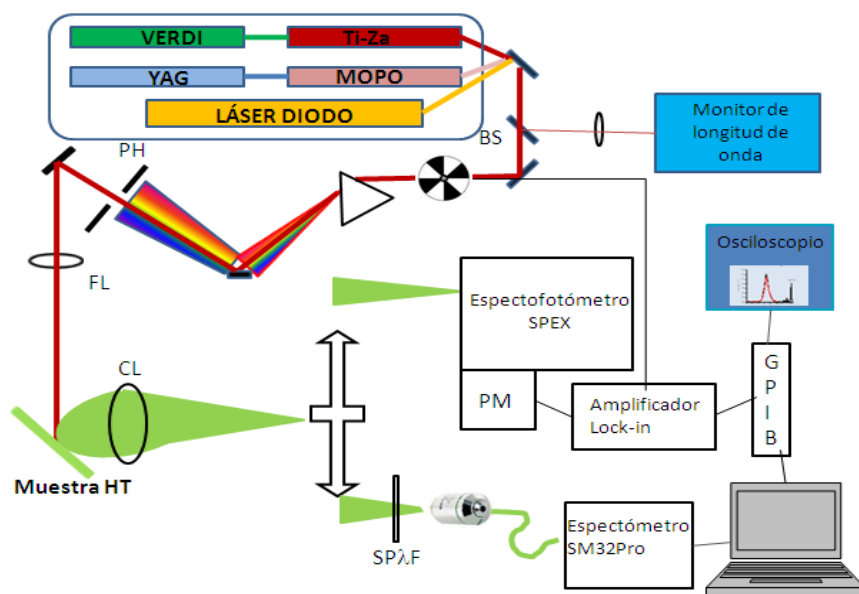 VERDI
Ti-Za
YAG
MOPO
LÁSER DIODO
BS
Monitor de
longitud de
onda
PH
FL
Osciloscopio
Espectofotómetro
SPEX
CL
PM
Amplificador
Lock-in
G
P
I
B
Muestra HT
SPλF
Espectómetro
SM32Pro